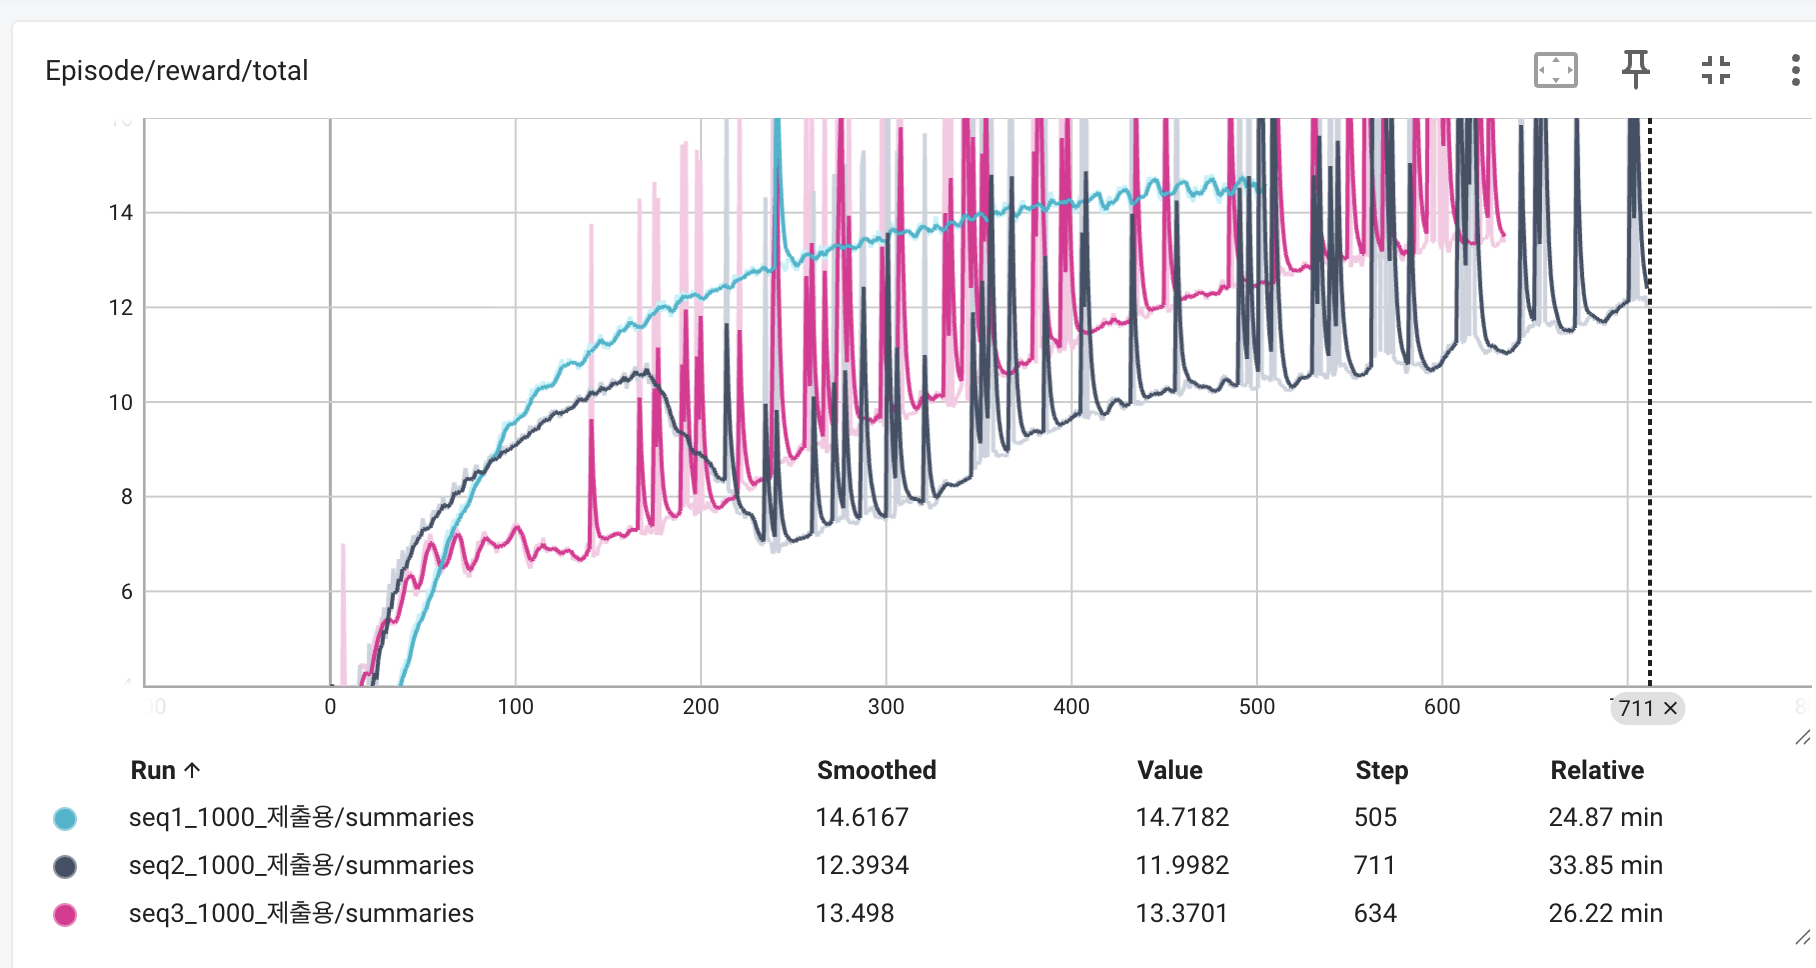 Episode/reward/total
14
12
10
8
6
4
0 100 200 300 400 500 600 711 ×
Run ↑ Smoothed Value Step Relative
seq1_1000_제출용/summaries 14.6167 14.7182 505 24.87 min
seq2_1000_제출용/summaries 12.3934 11.9982 711 33.85 min
seq3_1000_제출용/summaries 13.498 13.3701 634 26.22 min